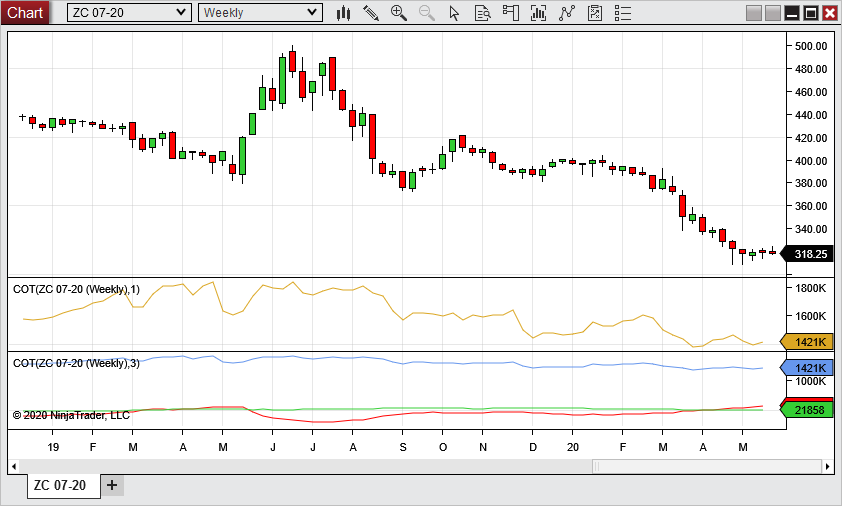 Chart ZC 07-20 Weekly
500.00
480.00
460.00
440.00
420.00
400.00
380.00
360.00
340.00
318.25
COT(ZC 07-20 (Weekly),1)
1800K
1600K
1421K
COT(ZC 07-20 (Weekly),3)
1421K
1000K
21858
© 2020 NinjaTrader, LLC
19 F M A M J J A S O N D 20 F M A M
ZC 07-20 +